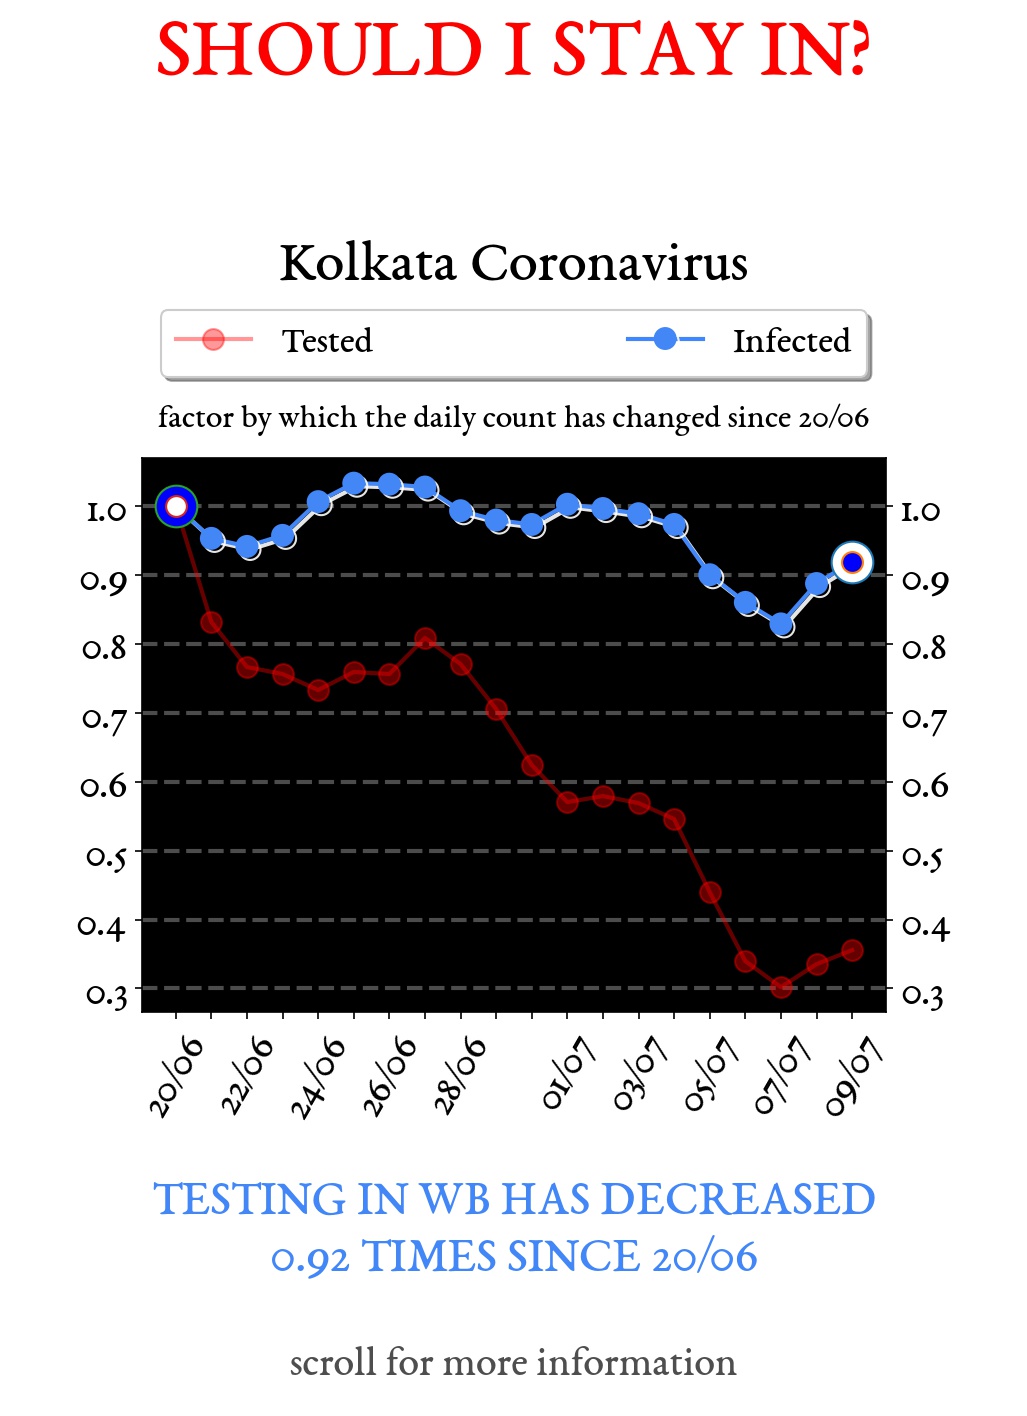 SHOULD I STAY IN?
Kolkata Coronavirus
Tested Infected
factor by which the daily count has changed since 20/06
1.0 1.0
0.9 0.9
0.8 0.8
0.7 0.7
0.6 0.6
0.5 0.5
0.4 0.4
0.3 0.3
20/06 22/06 24/06 26/06 28/06 01/07 03/07 05/07 07/07 09/07
TESTING IN WB HAS DECREASED
0.92 TIMES SINCE 20/06
scroll for more information